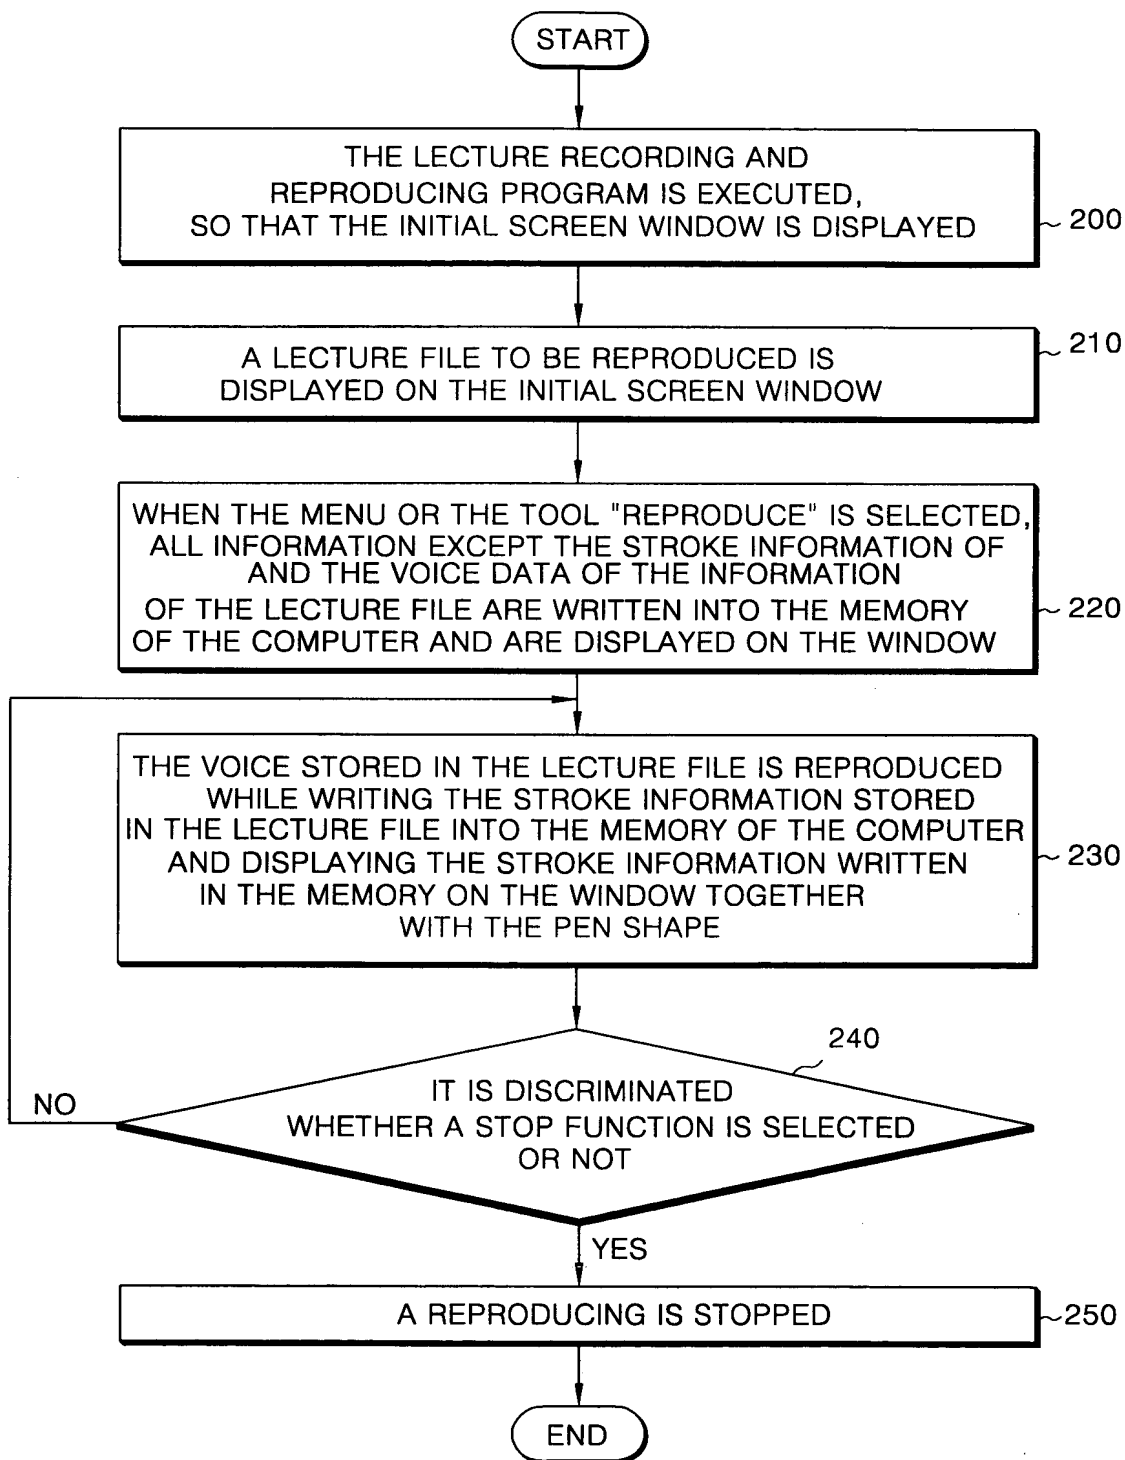 START
THE LECTURE RECORDING AND
REPRODUCING PROGRAM IS EXECUTED,
SO THAT THE INITIAL SCREEN WINDOW IS DISPLAYED
200
A LECTURE FILE TO BE REPRODUCED IS
DISPLAYED ON THE INITIAL SCREEN WINDOW
210
WHEN THE MENU OR THE TOOL "REPRODUCE" IS SELECTED,
ALL INFORMATION EXCEPT THE STROKE INFORMATION OF
AND THE VOICE DATA OF THE INFORMATION
OF THE LECTURE FILE ARE WRITTEN INTO THE MEMORY
OF THE COMPUTER AND ARE DISPLAYED ON THE WINDOW
220
THE VOICE STORED IN THE LECTURE FILE IS REPRODUCED
WHILE WRITING THE STROKE INFORMATION STORED
IN THE LECTURE FILE INTO THE MEMORY OF THE COMPUTER
AND DISPLAYING THE STROKE INFORMATION WRITTEN
IN THE MEMORY ON THE WINDOW TOGETHER
WITH THE PEN SHAPE
230
240
IT IS DISCRIMINATED
WHETHER A STOP FUNCTION IS SELECTED
OR NOT
NO
YES
A REPRODUCING IS STOPPED
250
END